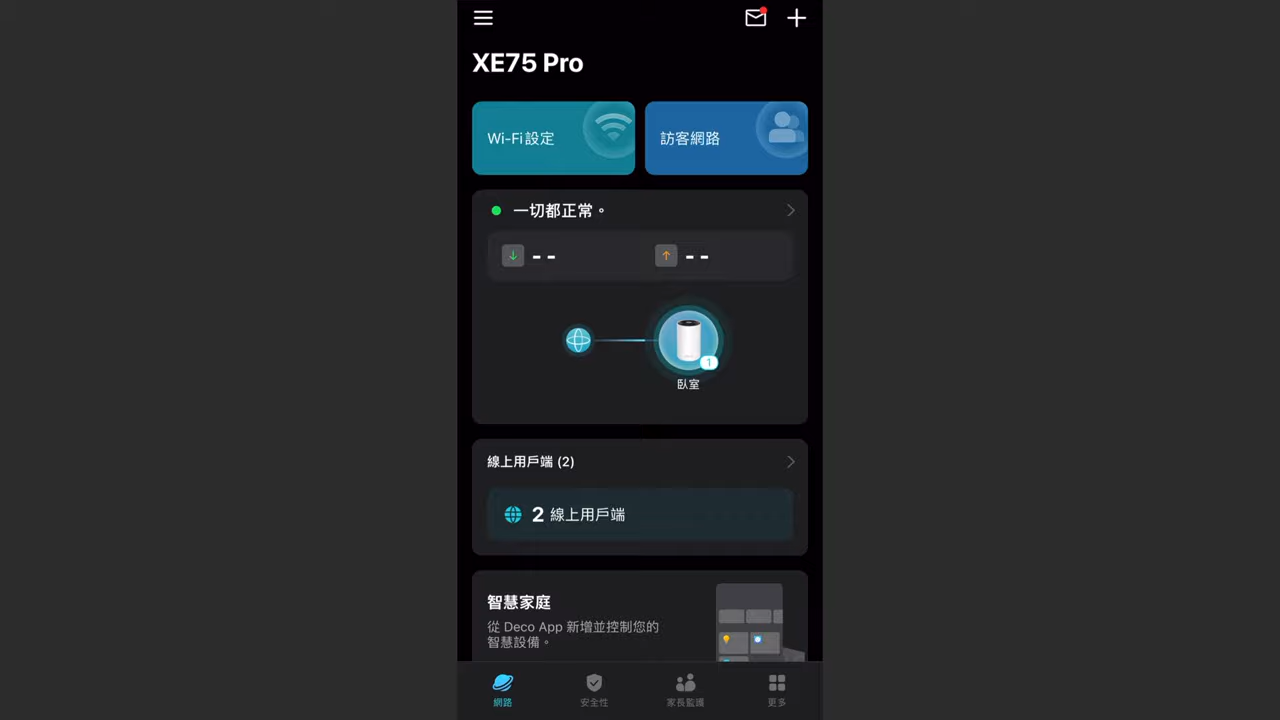 XE75 Pro
Wi-Fi設定
訪客網路
一切都正常。
↓ --
↑ --
1
臥室
線上用戶端 (2)
2 線上用戶端
智慧家庭
從 Deco App 新增並控制您的
智慧設備。
網路
安全性
家長監護
更多